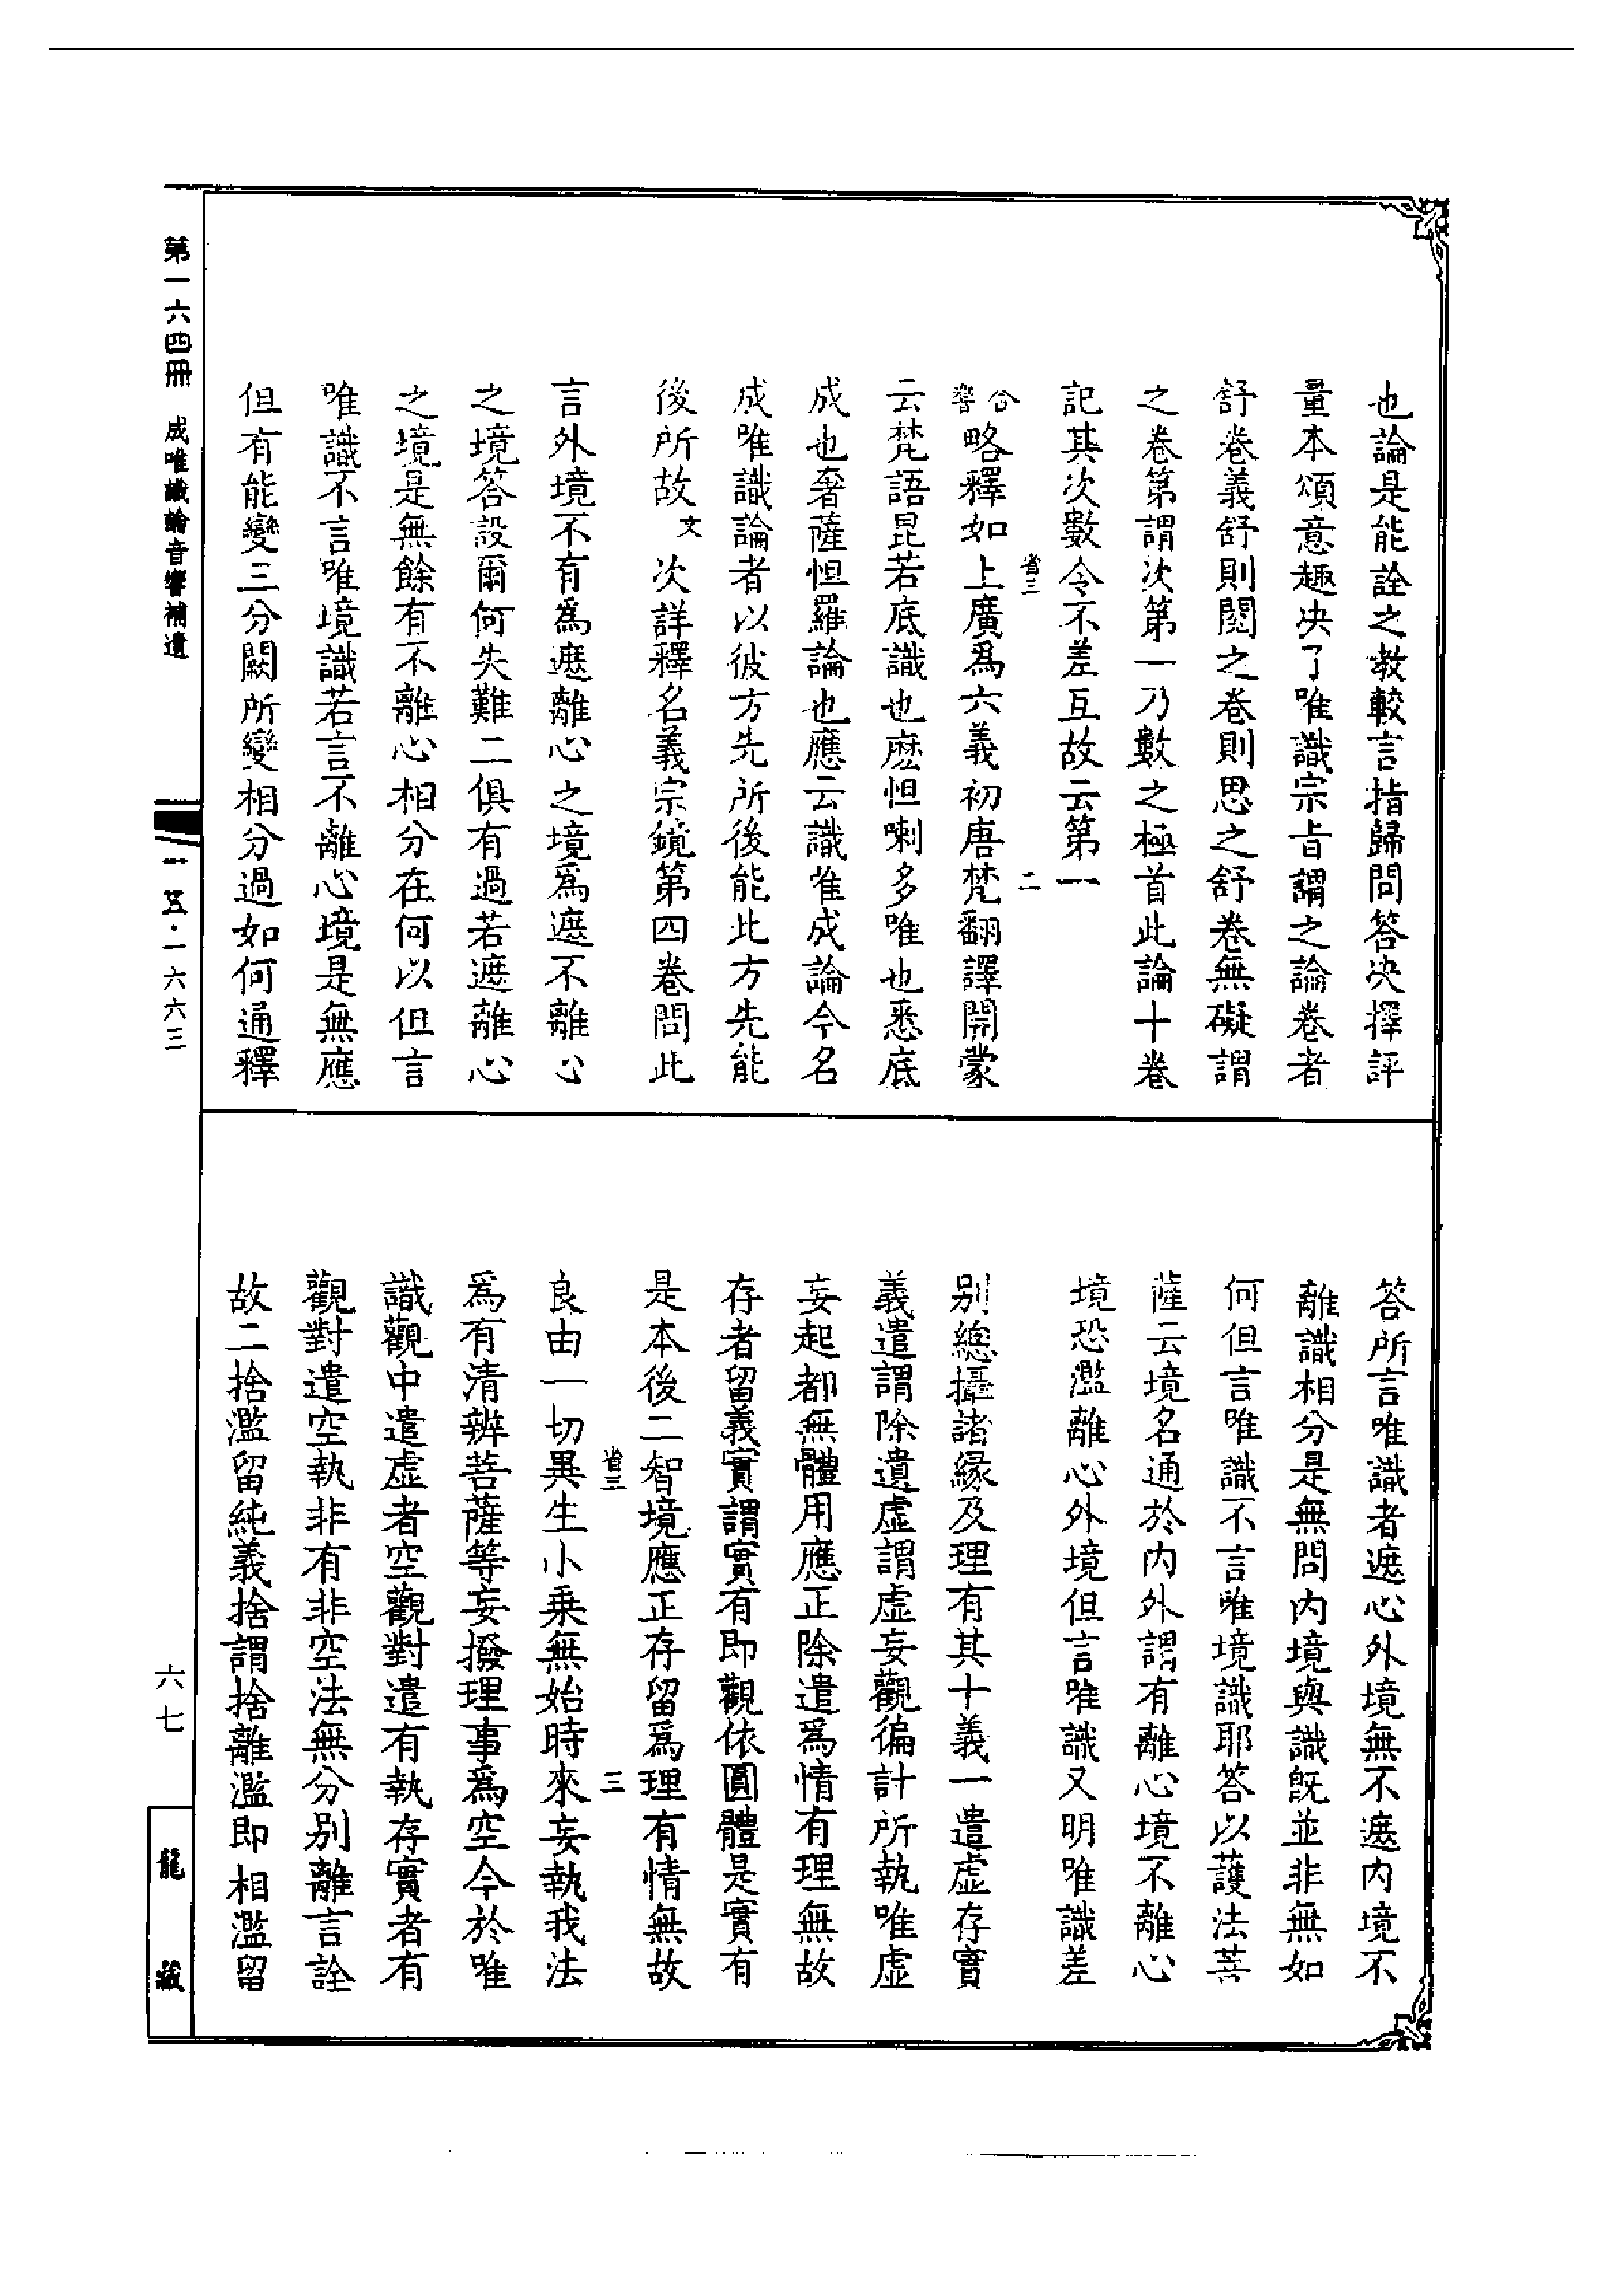 也論是能詮之教較言指歸問答決擇評
量本頌意趣決了唯識宗旨謂之論卷者
舒卷義舒則閱之卷則思之舒卷無礙謂
之卷第謂次第一乃數之極首此論十卷
記其次數令不差互故云第一
省三 二
合響略釋如上廣爲六義初唐梵翻譯開蒙
云梵語毘若底識也麽怛喇多唯也悉底
成也奢薩怛羅論也應云識唯成論今名
成唯識論者以彼方先所後能此方先能
後所故文次詳釋名義宗鏡第四卷問此
言外境不有爲遮離心之境爲遮不離心
之境答設爾何失難二俱有過若遮離心
之境是無餘有不離心相分在何以但言
唯識不言唯境識若言不離心境是無應
但有能變三分闕所變相分過如何通釋
答所言唯識者遮心外境無不遮內境不
離識相分是無問內境與識既並非無如
何但言唯識不言唯境識耶答以護法菩
薩云境名通於內外謂有離心境不離心
境恐濫離心外境但言唯識又明唯識差
別總攝諸緣及理有其十義一遣虛存實
義遣謂除遺虛謂虛妄觀徧計所執唯虛
妄起都無體用應正除遣爲情有理無故
存者留義實謂實有即觀依圓體是實有
是本後二智境應正存留爲理有情無故
省三 三
良由一切異生小乘無始時來妄執我法
爲有清辨菩薩等妄撥理事爲空今於唯
識觀中遣虛者空觀對遣有執存實者有
觀對遣空執非有非空法無分別離言詮
故二捨濫留純義捨謂捨離濫即相濫留
第一六四冊 成唯識論音響補遺
一一五·一六六三
六七
龍藏